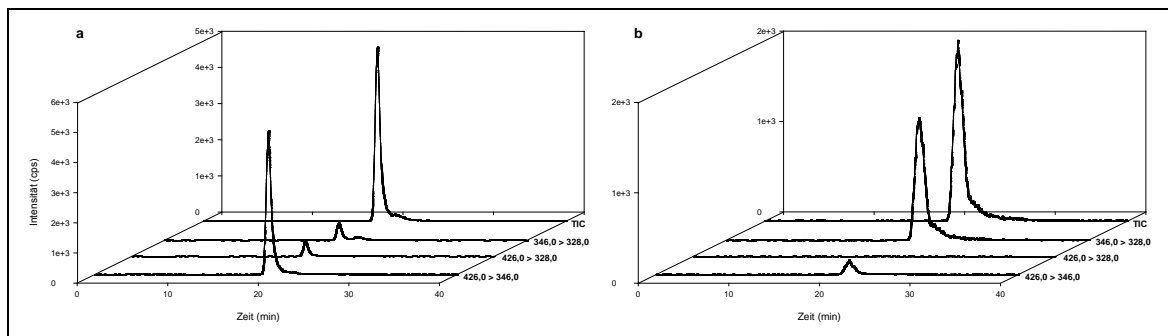 a
5e+3
4e+3
3e+3
2e+3
1e+3
0
6e+3
5e+3
4e+3
3e+3
2e+3
1e+3
0
Intensität (cps)
TIC
346,0 > 328,0
426,0 > 328,0
426,0 > 346,0
0 10 20 30 40
Zeit (min)
b
2e+3
1e+3
0
2e+3
1e+3
0
TIC
346,0 > 328,0
426,0 > 328,0
426,0 > 346,0
0 10 20 30 40
Zeit (min)